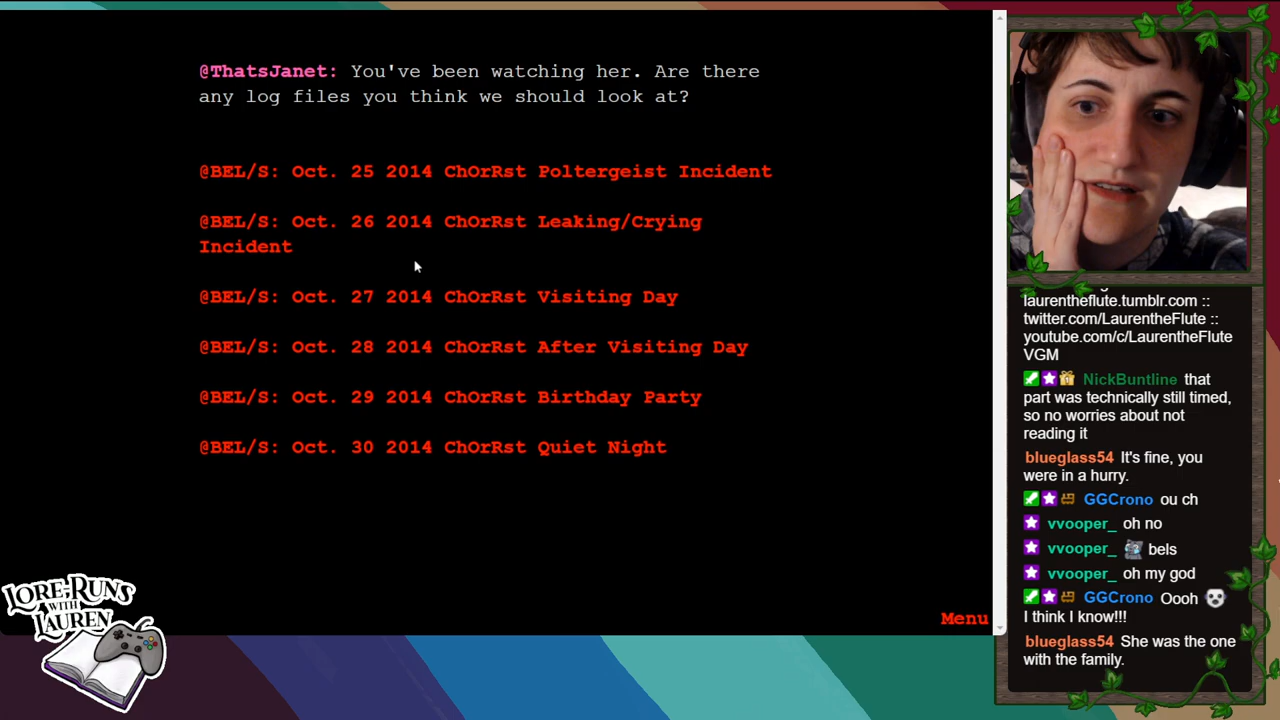 @ThatsJanet: You've been watching her. Are there
any log files you think we should look at?
@BEL/S: Oct. 25 2014 ChOrRst Poltergeist Incident
@BEL/S: Oct. 26 2014 ChOrRst Leaking/Crying
Incident
@BEL/S: Oct. 27 2014 ChOrRst Visiting Day
@BEL/S: Oct. 28 2014 ChOrRst After Visiting Day
@BEL/S: Oct. 29 2014 ChOrRst Birthday Party
@BEL/S: Oct. 30 2014 ChOrRst Quiet Night
Menu
LORE-RUNS
WITH
LAUREN
laurentheflute.tumblr.com ::
twitter.com/LaurentheFlute ::
youtube.com/c/LaurentheFlute
VGM
NickBuntline that
part was technically still timed,
so no worries about not
reading it
blueglass54 It's fine, you
were in a hurry.
GGCrono ou ch
vvooper_ oh no
vvooper_ bels
vvooper_ oh my god
GGCrono Oooh
I think I know!!!
blueglass54 She was the one
with the family.